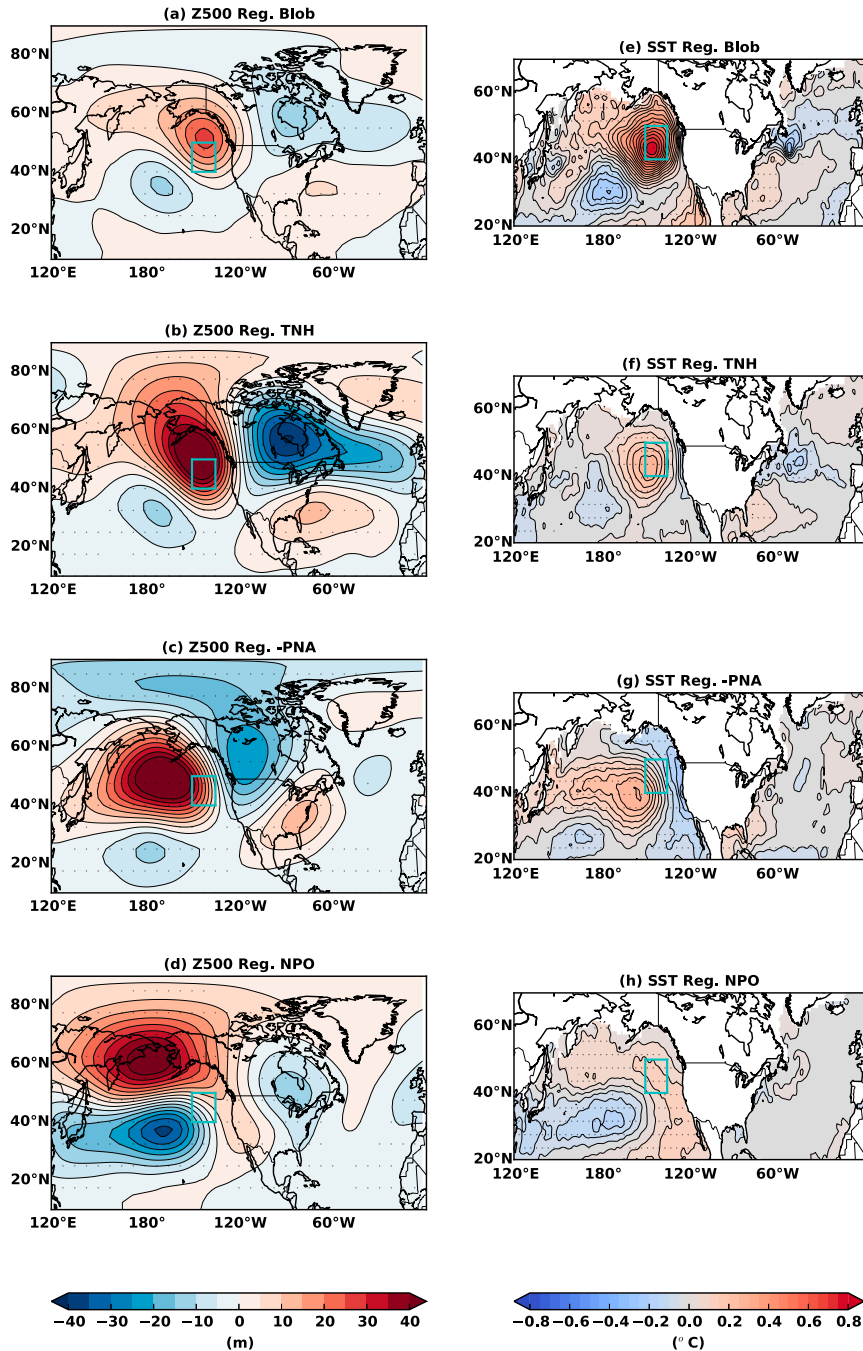 (a) Z500 Reg. Blob
80°N
60°N
40°N
20°N
120°E 180° 120°W 60°W
(e) SST Reg. Blob
60°N
40°N
20°N
120°E 180° 120°W 60°W
(b) Z500 Reg. TNH
80°N
60°N
40°N
20°N
120°E 180° 120°W 60°W
(f) SST Reg. TNH
60°N
40°N
20°N
120°E 180° 120°W 60°W
(c) Z500 Reg. -PNA
80°N
60°N
40°N
20°N
120°E 180° 120°W 60°W
(g) SST Reg. -PNA
60°N
40°N
20°N
120°E 180° 120°W 60°W
(d) Z500 Reg. NPO
80°N
60°N
40°N
20°N
120°E 180° 120°W 60°W
(h) SST Reg. NPO
60°N
40°N
20°N
120°E 180° 120°W 60°W
−40 −30 −20 −10 0 10 20 30 40
(m)
−0.8 −0.6 −0.4 −0.2 0.0 0.2 0.4 0.6 0.8
(° C)